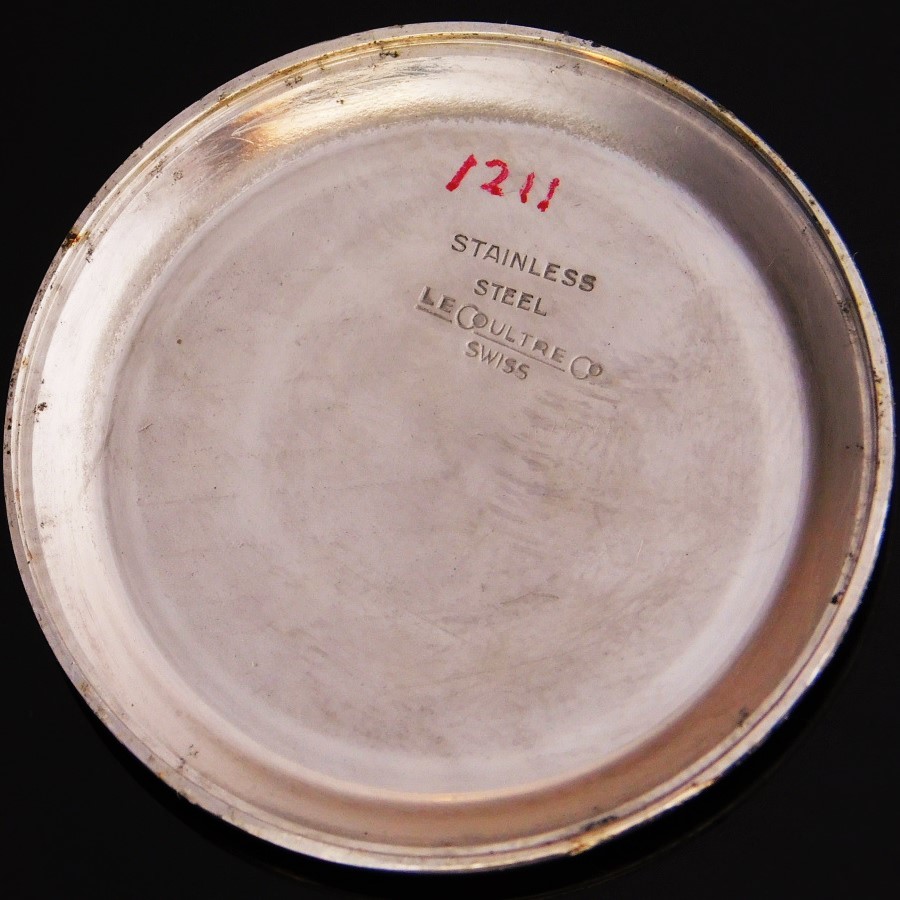 1211
STAINLESS
STEEL
LECOULTRE CO
SWISS